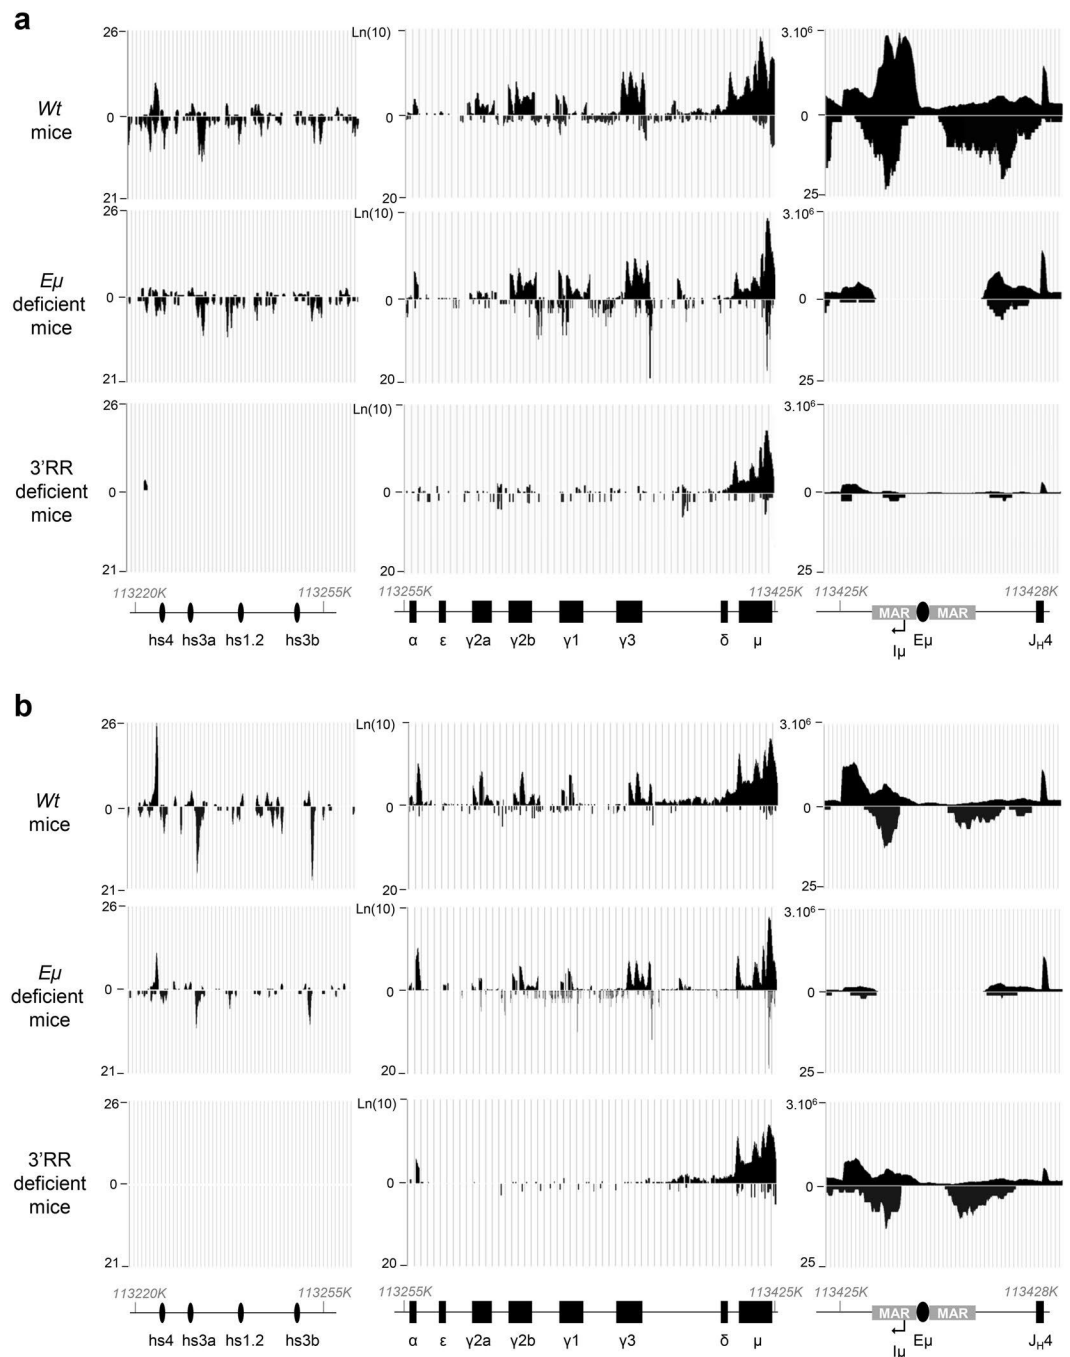 a
26 Ln(10) 3.10⁶
Wt
mice
0 0 0
21 20 25
26 Ln(10) 3.10⁶
Eμ
deficient
mice
0 0 0
21 20 25
26 Ln(10) 3.10⁶
3'RR
deficient
mice
0 0 0
21 20 25
113220K 113255K 113255K 113425K 113425K 113428K
MAR MAR
hs4 hs3a hs1.2 hs3b α ε γ2a γ2b γ1 γ3 δ μ Iμ Eμ JH4
b
26 Ln(10) 3.10⁶
Wt
mice
0 0 0
21 20 25
26 Ln(10) 3.10⁶
Eμ
deficient
mice
0 0 0
21 20 25
26 Ln(10) 3.10⁶
3'RR
deficient
mice
0 0 0
21 20 25
113220K 113255K 113255K 113425K 113425K 113428K
MAR MAR
hs4 hs3a hs1.2 hs3b α ε γ2a γ2b γ1 γ3 δ μ Iμ Eμ JH4